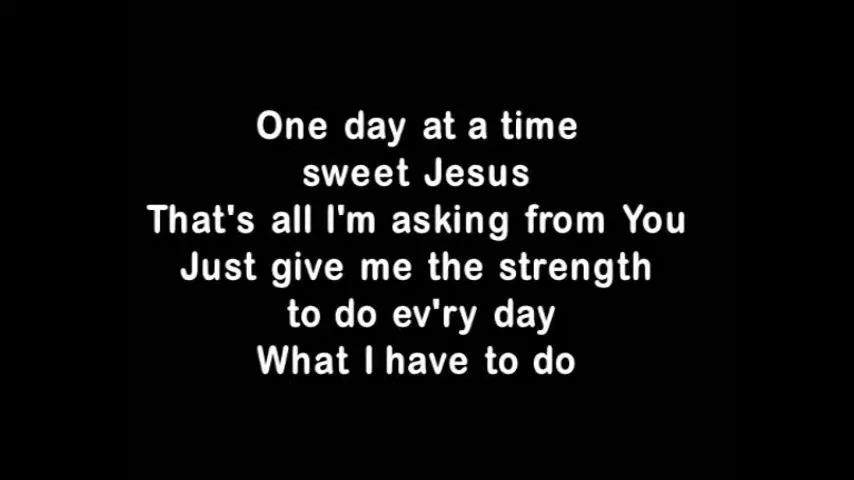 One day at a time
sweet Jesus
That's all I'm asking from You
Just give me the strength
to do ev'ry day
What I have to do